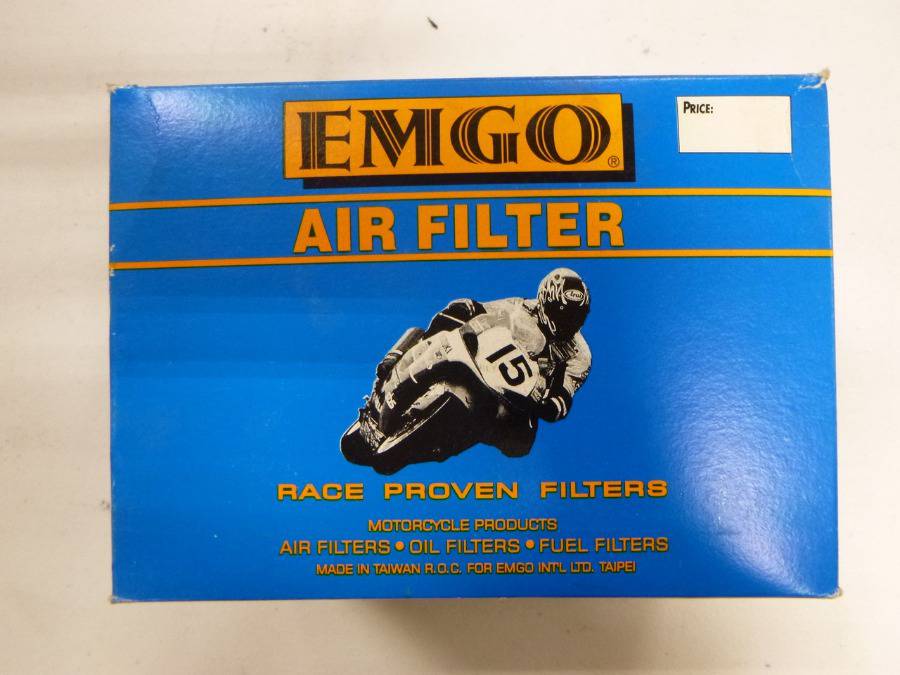 EMGO®
PRICE:
AIR FILTER
15
RACE PROVEN FILTERS
MOTORCYCLE PRODUCTS
AIR FILTERS • OIL FILTERS • FUEL FILTERS
MADE IN TAIWAN R.O.C. FOR EMGO INT'L LTD. TAIPEI